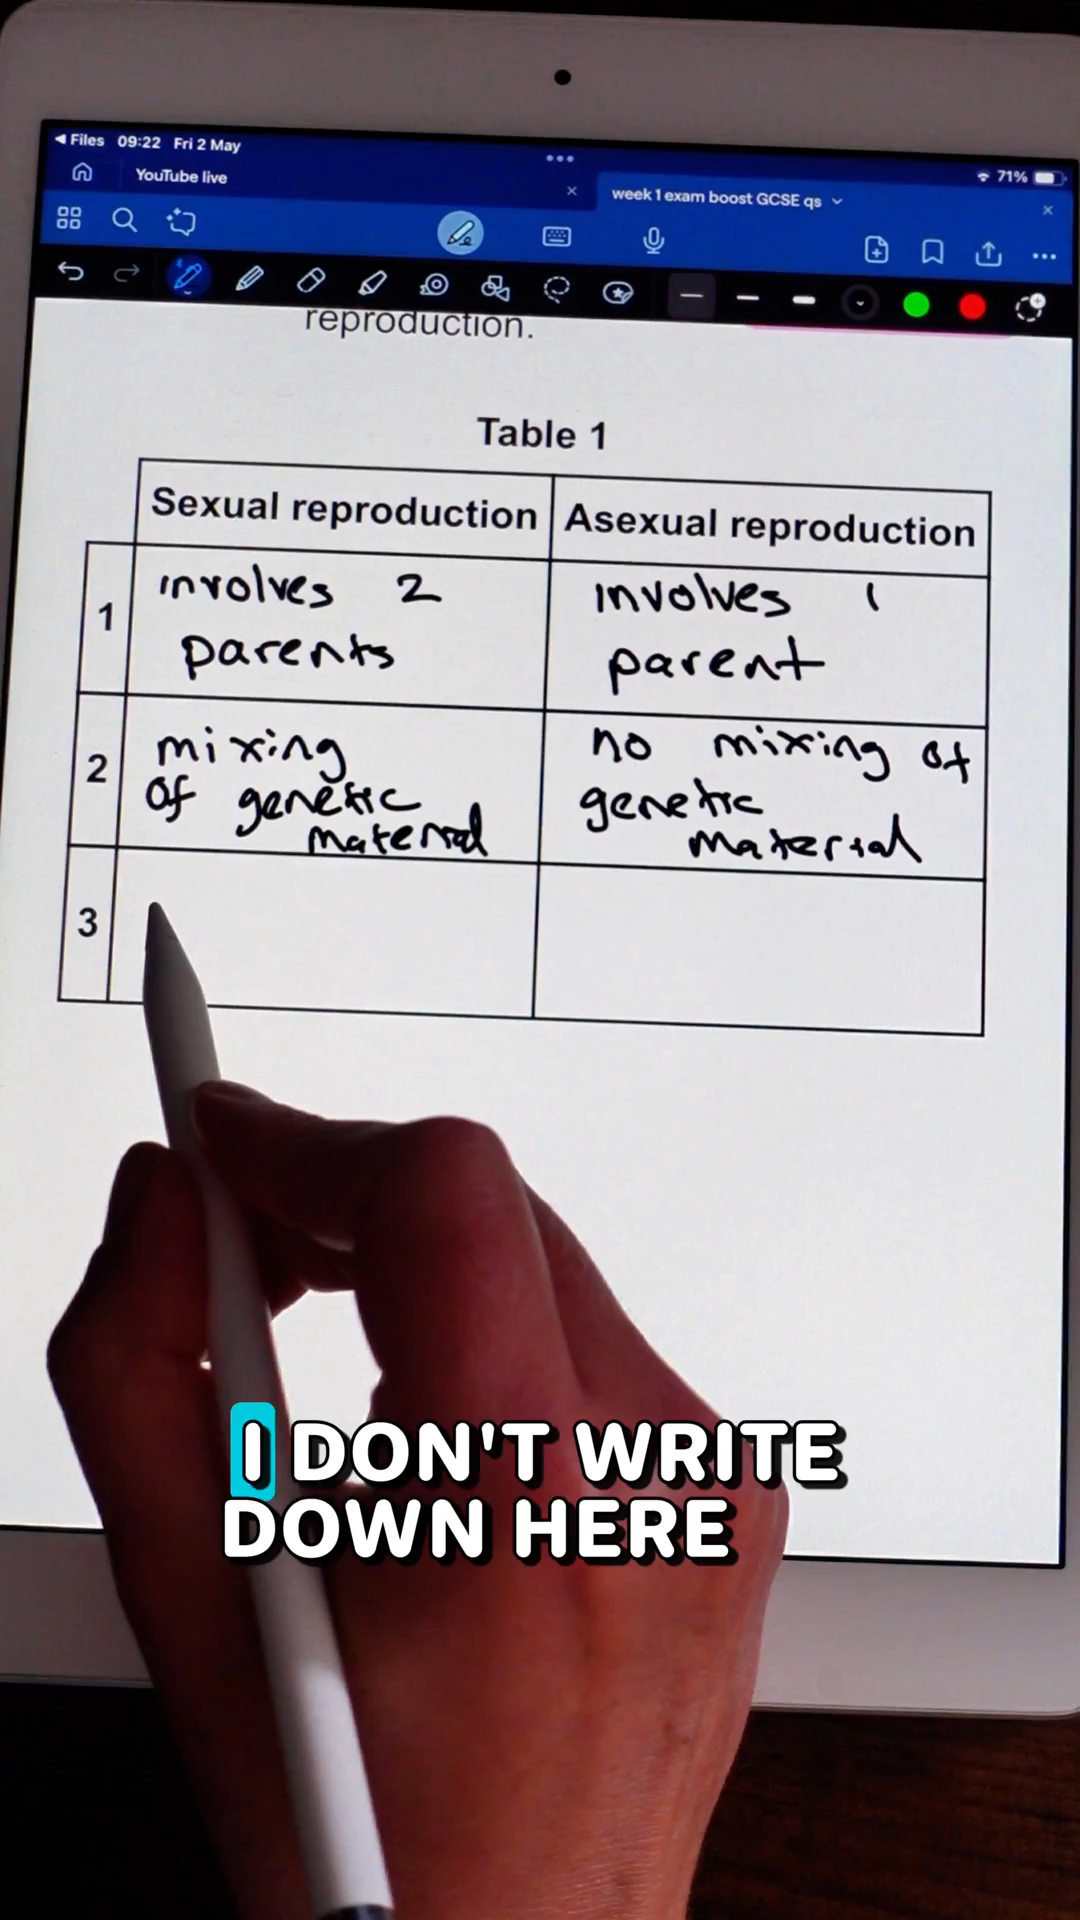 Files 09:22 Fri 2 May
71%
YouTube live
week 1 exam boost GCSE qs
reproduction.
Table 1
Sexual reproduction Asexual reproduction
1
involves 2
parents
involves 1
parent
2
mixing
of genetic
material
no mixing of
genetic
material
3
I DON'T WRITE
DOWN HERE